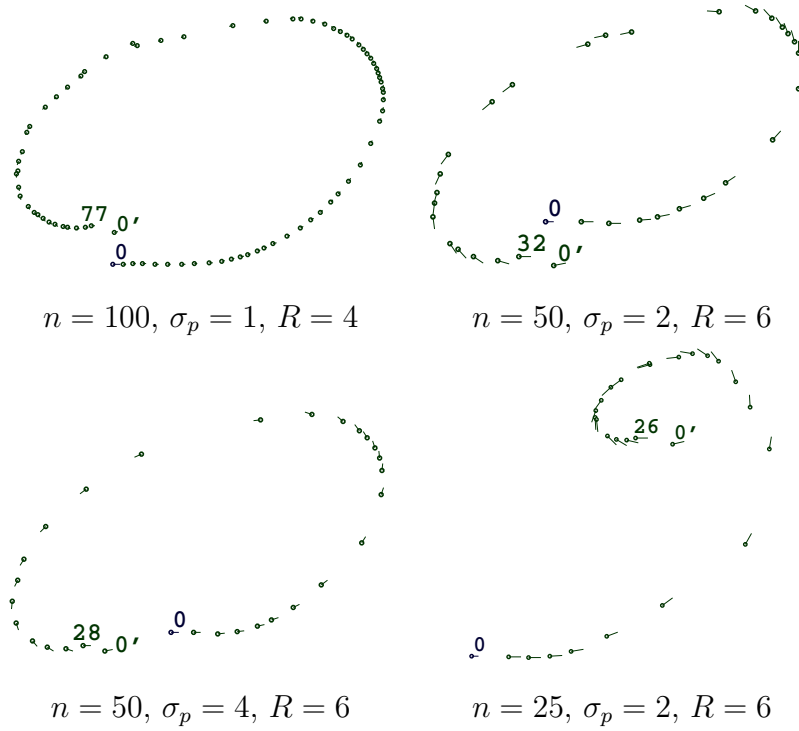 77 0'
0
0
32 0'
n = 100, σ_p = 1, R = 4
n = 50, σ_p = 2, R = 6
26 0'
0
28 0'
0
n = 50, σ_p = 4, R = 6
n = 25, σ_p = 2, R = 6